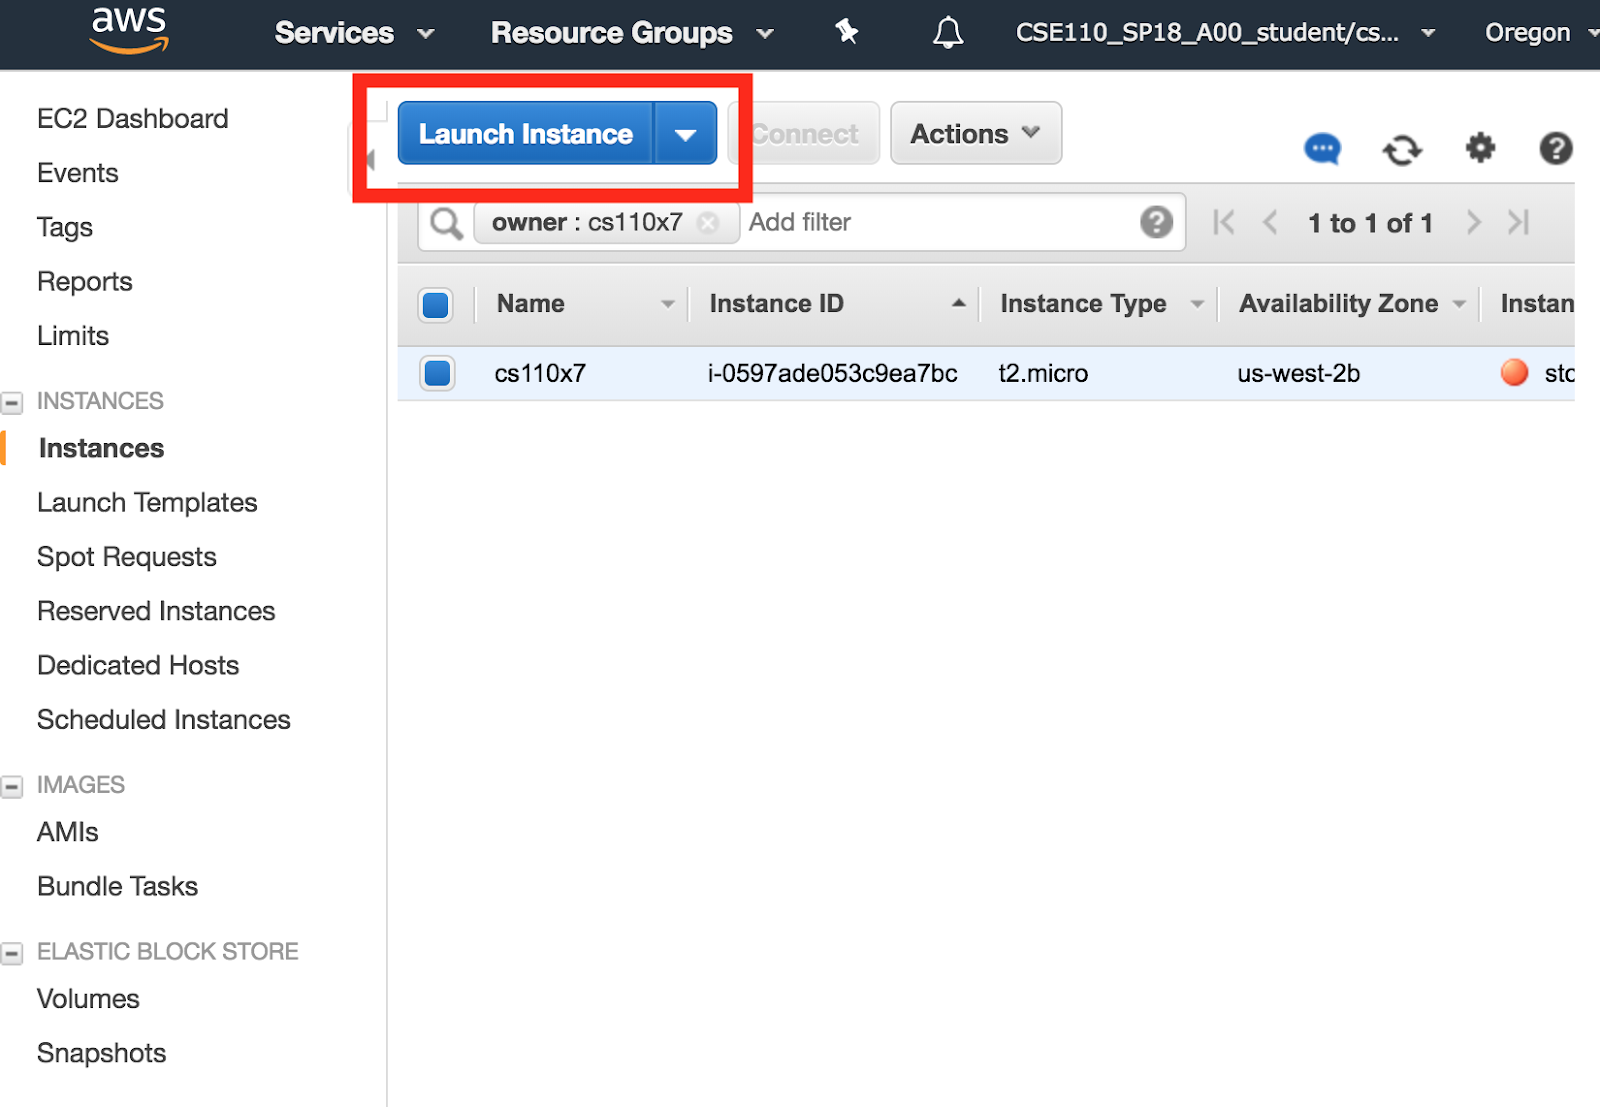 aws
Services
Resource Groups
CSE110_SP18_A00_student/cs...
Oregon
EC2 Dashboard
Events
Tags
Reports
Limits
INSTANCES
Instances
Launch Templates
Spot Requests
Reserved Instances
Dedicated Hosts
Scheduled Instances
IMAGES
AMIs
Bundle Tasks
ELASTIC BLOCK STORE
Volumes
Snapshots
Launch Instance
Connect
Actions
owner : cs110x7
Add filter
1 to 1 of 1
Name
Instance ID
Instance Type
Availability Zone
Instan
cs110x7
i-0597ade053c9ea7bc
t2.micro
us-west-2b
stc